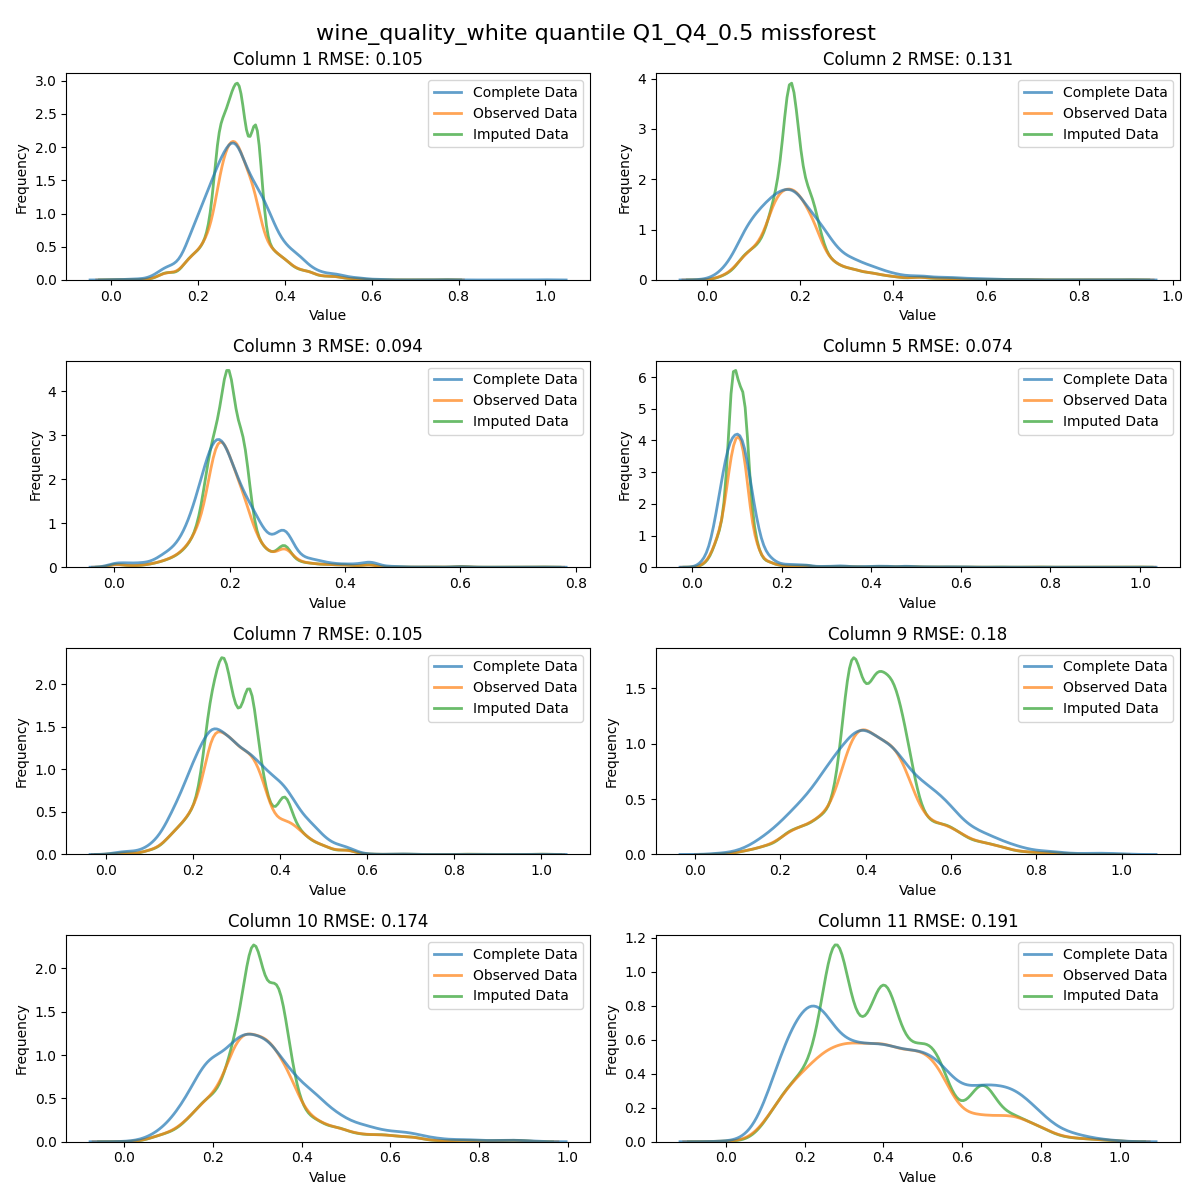 wine_quality_white quantile Q1_Q4_0.5 missforest
Column 1 RMSE: 0.105
3.0
2.5
2.0
1.5
1.0
0.5
0
Frequency
Complete Data
Observed Data
Imputed Data
0.0 0.2 0.4 0.6 0.8 1.0
Value
Column 2 RMSE: 0.131
4
3
2
1
0
Frequency
Complete Data
Observed Data
Imputed Data
0.0 0.2 0.4 0.6 0.8 1.0
Value
Column 3 RMSE: 0.094
4
3
2
1
0
Frequency
Complete Data
Observed Data
Imputed Data
0.0 0.2 0.4 0.6 0.8
Value
Column 5 RMSE: 0.074
6
5
4
3
2
1
0
Frequency
Complete Data
Observed Data
Imputed Data
0.0 0.2 0.4 0.6 0.8 1.0
Value
Column 7 RMSE: 0.105
2.0
1.5
1.0
0.5
0.0
Frequency
Complete Data
Observed Data
Imputed Data
0.0 0.2 0.4 0.6 0.8 1.0
Value
Column 9 RMSE: 0.18
1.5
1.0
0.5
0.0
Frequency
Complete Data
Observed Data
Imputed Data
0.0 0.2 0.4 0.6 0.8 1.0
Value
Column 10 RMSE: 0.174
2.0
1.5
1.0
0.5
0.0
Frequency
Complete Data
Observed Data
Imputed Data
0.0 0.2 0.4 0.6 0.8 1.0
Value
Column 11 RMSE: 0.191
1.2
1.0
0.8
0.6
0.4
0.2
0.0
Frequency
Complete Data
Observed Data
Imputed Data
0.0 0.2 0.4 0.6 0.8 1.0
Value